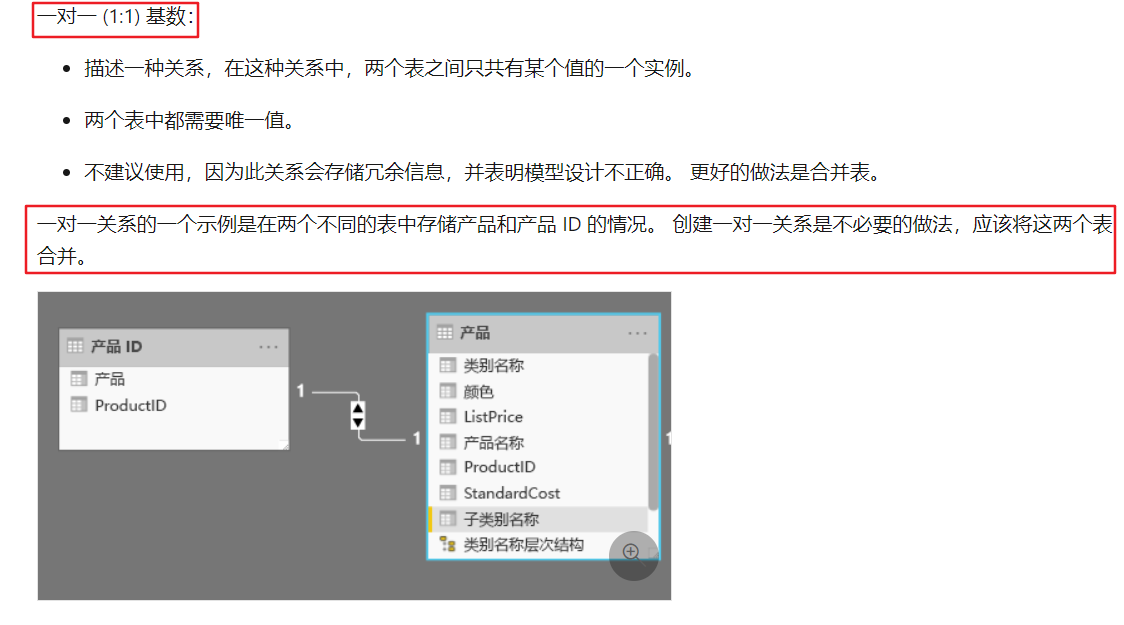 一对一 (1:1) 基数:
描述一种关系，在这种关系中，两个表之间只共有某个值的一个实例。
两个表中都需要唯一值。
不建议使用，因为此关系会存储冗余信息，并表明模型设计不正确。 更好的做法是合并表。
一对一关系的一个示例是在两个不同的表中存储产品和产品 ID 的情况。 创建一对一关系是不必要的做法，应该将这两个表
合并。
产品 ID
产品
ProductID
1
1
产品
类别名称
颜色
ListPrice
产品名称
ProductID
StandardCost
子类别名称
类别名称层次结构
1